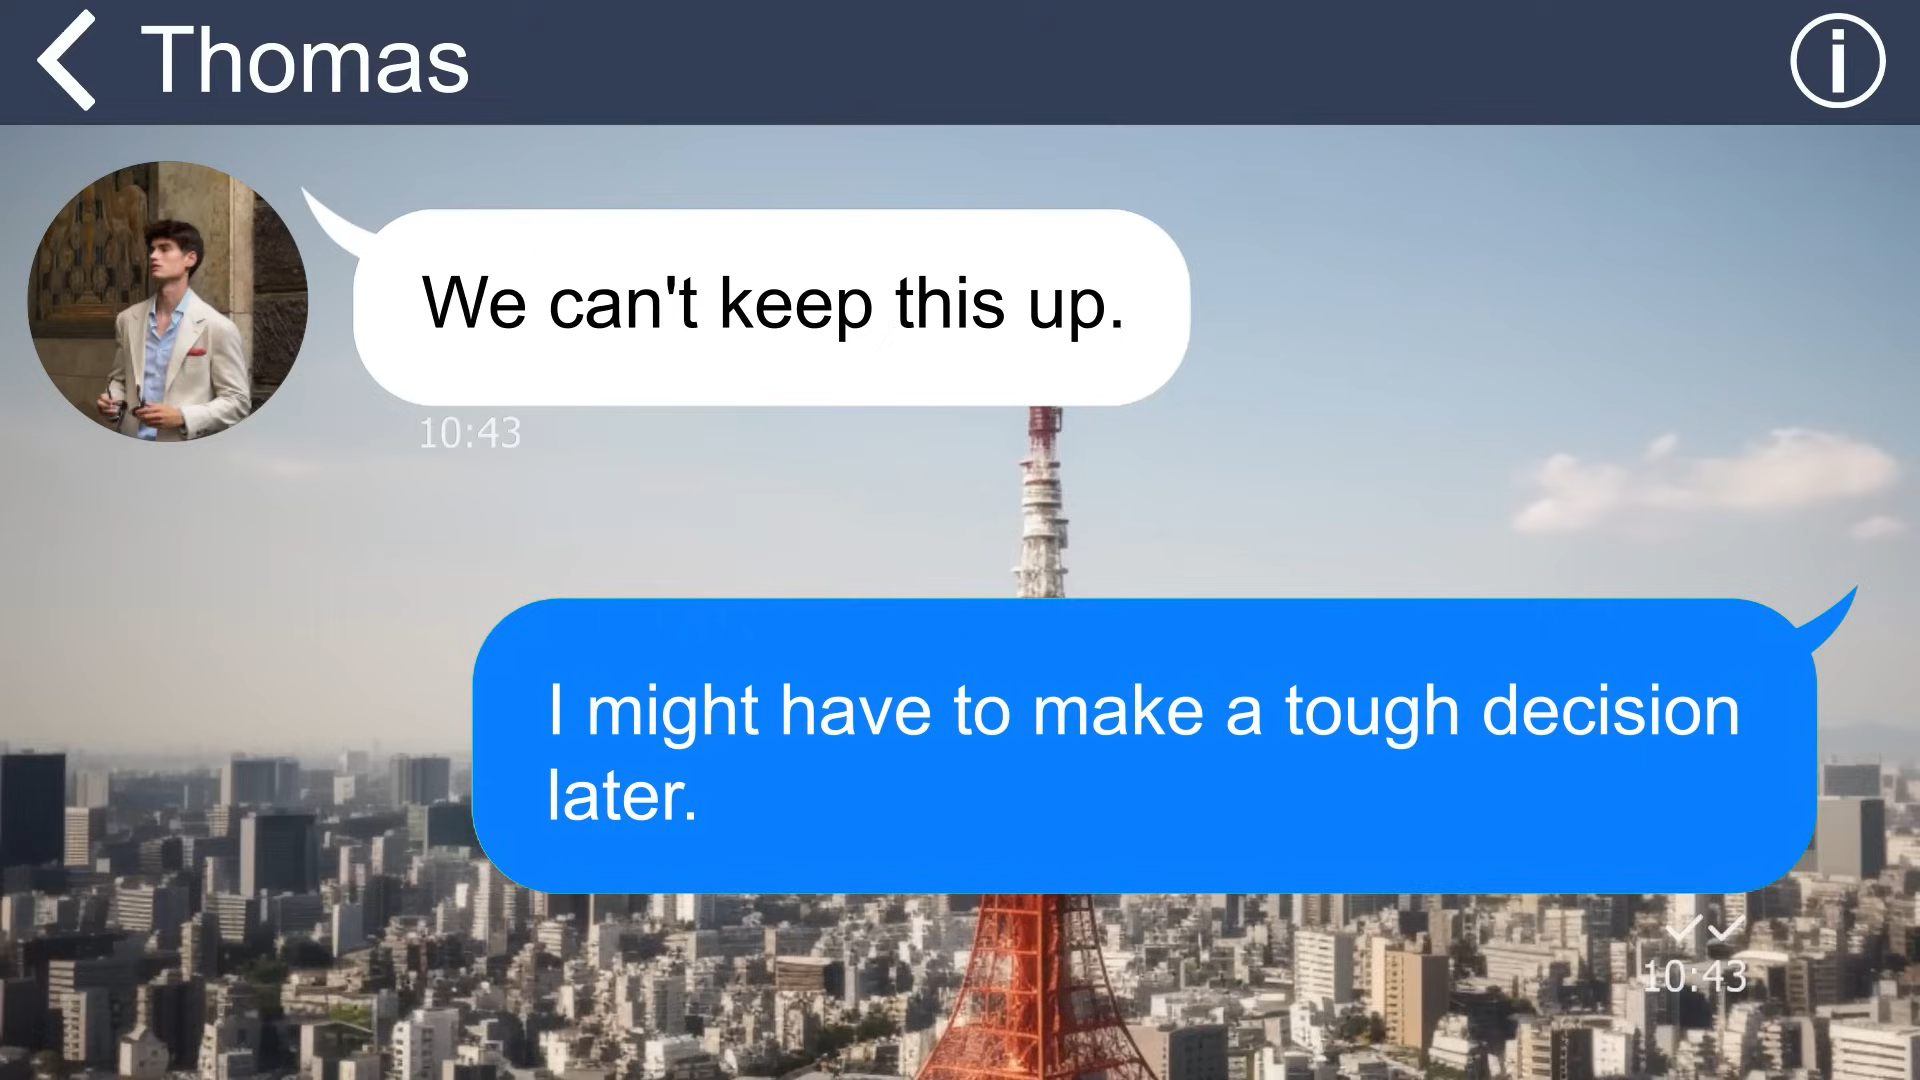 Thomas
We can't keep this up.
10:43
I might have to make a tough decision
later.
10:43